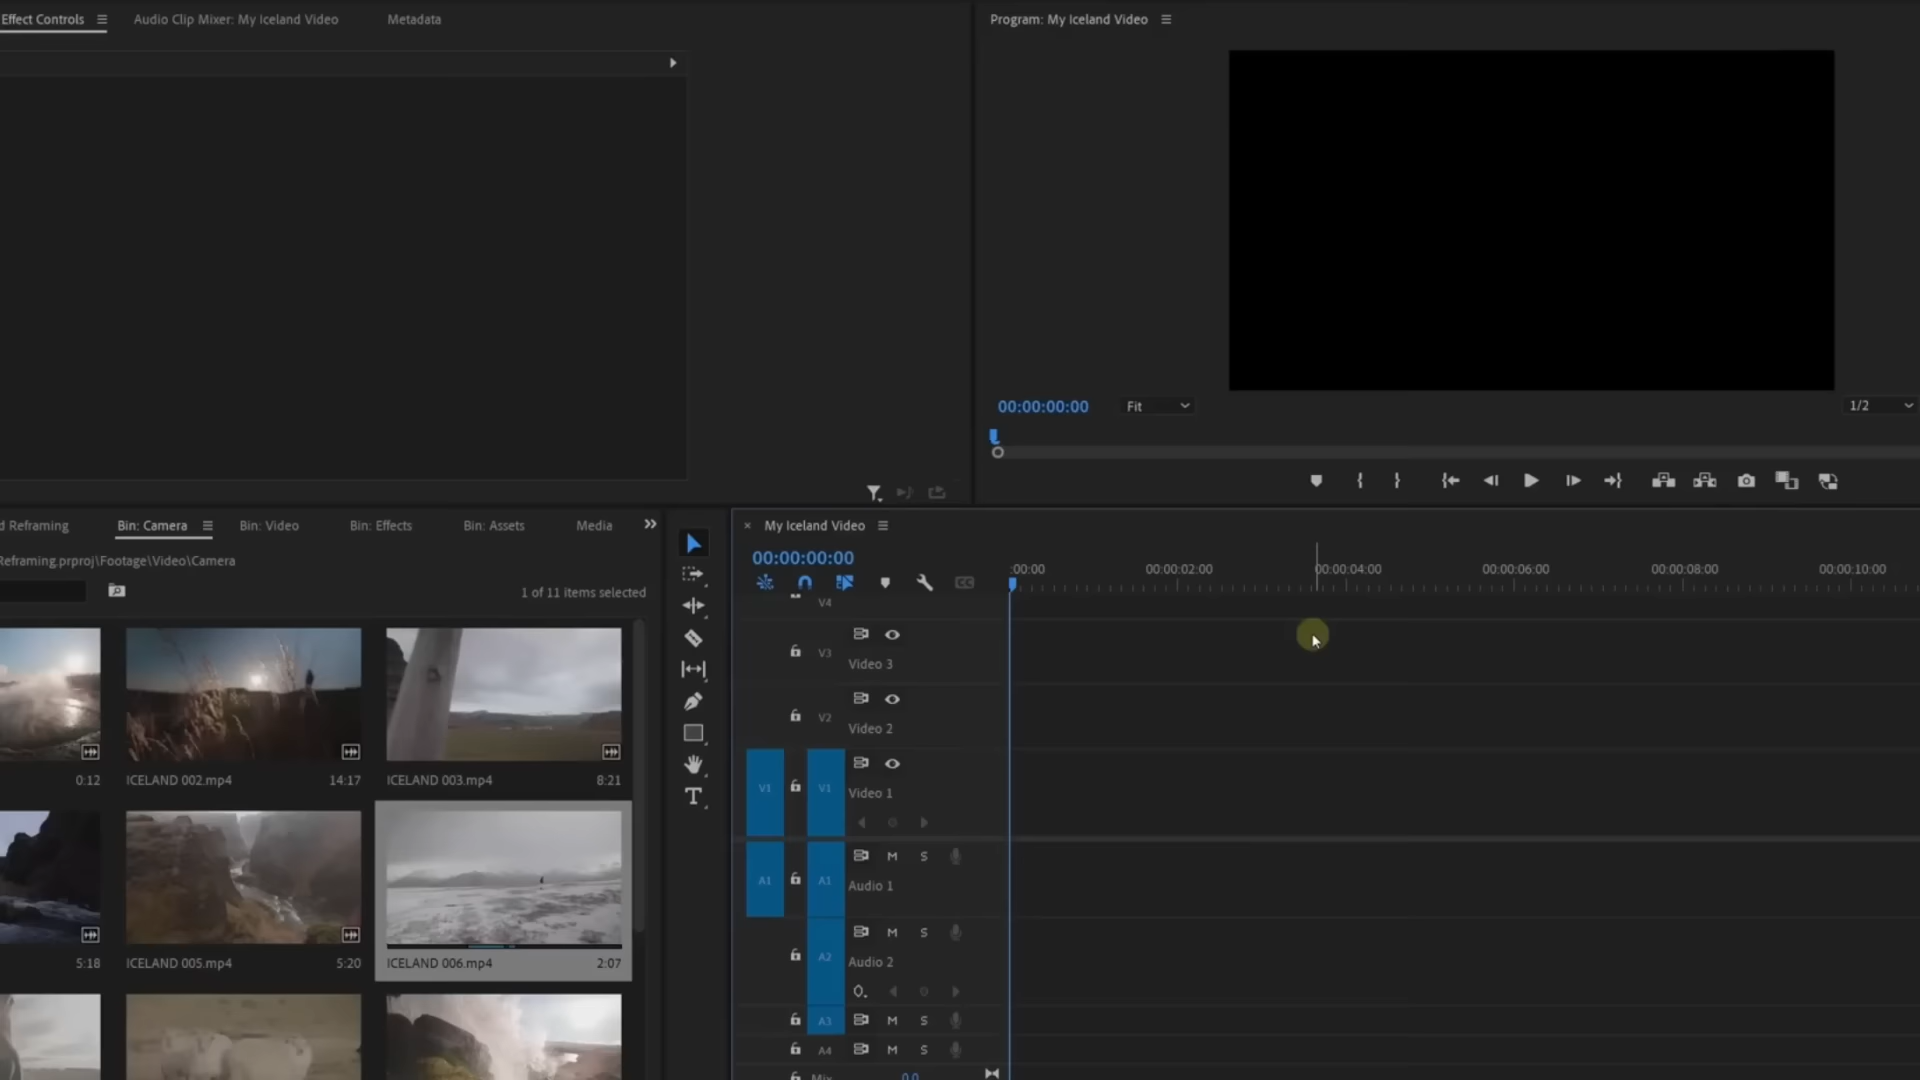 Effect Controls
Audio Clip Mixer: My Iceland Video
Metadata
Program: My Iceland Video
00:00:00:00
Fit
1/2
d Reframing
Bin: Camera
Bin: Video
Bin: Effects
Bin: Assets
Media
Reframing.prproj\Footage\Video\Camera
1 of 11 Items selected
0:12
ICELAND 002.mp4
14:17
ICELAND 003.mp4
8:21
5:18
ICELAND 005.mp4
5:20
ICELAND 006.mp4
2:07
T
My Iceland Video
00:00:00:00
CC
:00:00
00:00:02:00
00:00:04:00
00:00:06:00
00:00:08:00
00:00:10:00
V4
V3
Video 3
V2
Video 2
V1
V1
Video 1
A1
A1
M
S
Audio 1
A2
M
S
Audio 2
A3
M
S
A4
M
S
Mix
0.0